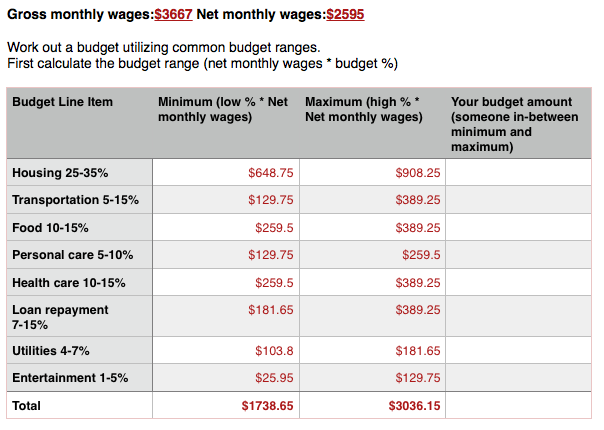 Gross monthly wages:$3667 Net monthly wages:$2595
Work out a budget utilizing common budget ranges.
First calculate the budget range (net monthly wages * budget %)
Budget Line Item
Minimum (low % * Net
monthly wages)
Maximum (high % *
Net monthly wages)
Your budget amount
(someone in-between
minimum and
maximum)
Housing 25-35% $648.75 $908.25
Transportation 5-15% $129.75 $389.25
Food 10-15% $259.5 $389.25
Personal care 5-10% $129.75 $259.5
Health care 10-15% $259.5 $389.25
Loan repayment $181.65 $389.25
7-15%
Utilities 4-7% $103.8 $181.65
Entertainment 1-5% $25.95 $129.75
Total $1738.65 $3036.15